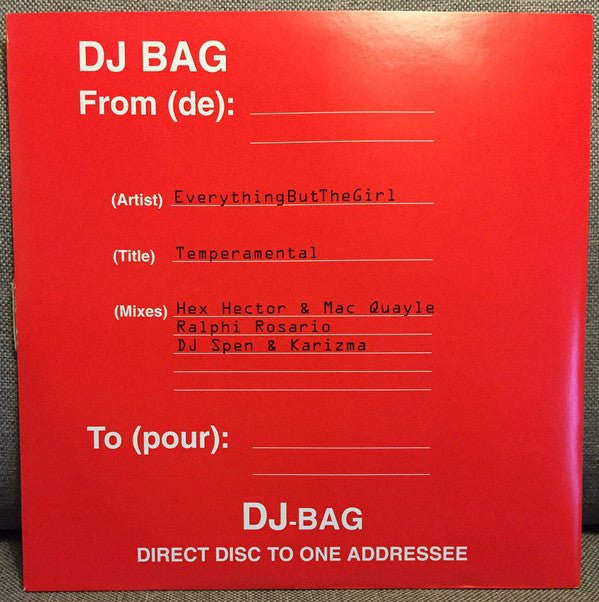 DJ BAG
From (de):
(Artist) EverythingButTheGirl
(Title) Temperamental
(Mixes) Hex Hector & Mac Quayle
Ralphi Rosario
DJ Spen & Karizma
To (pour):
DJ-BAG
DIRECT DISC TO ONE ADDRESSEE